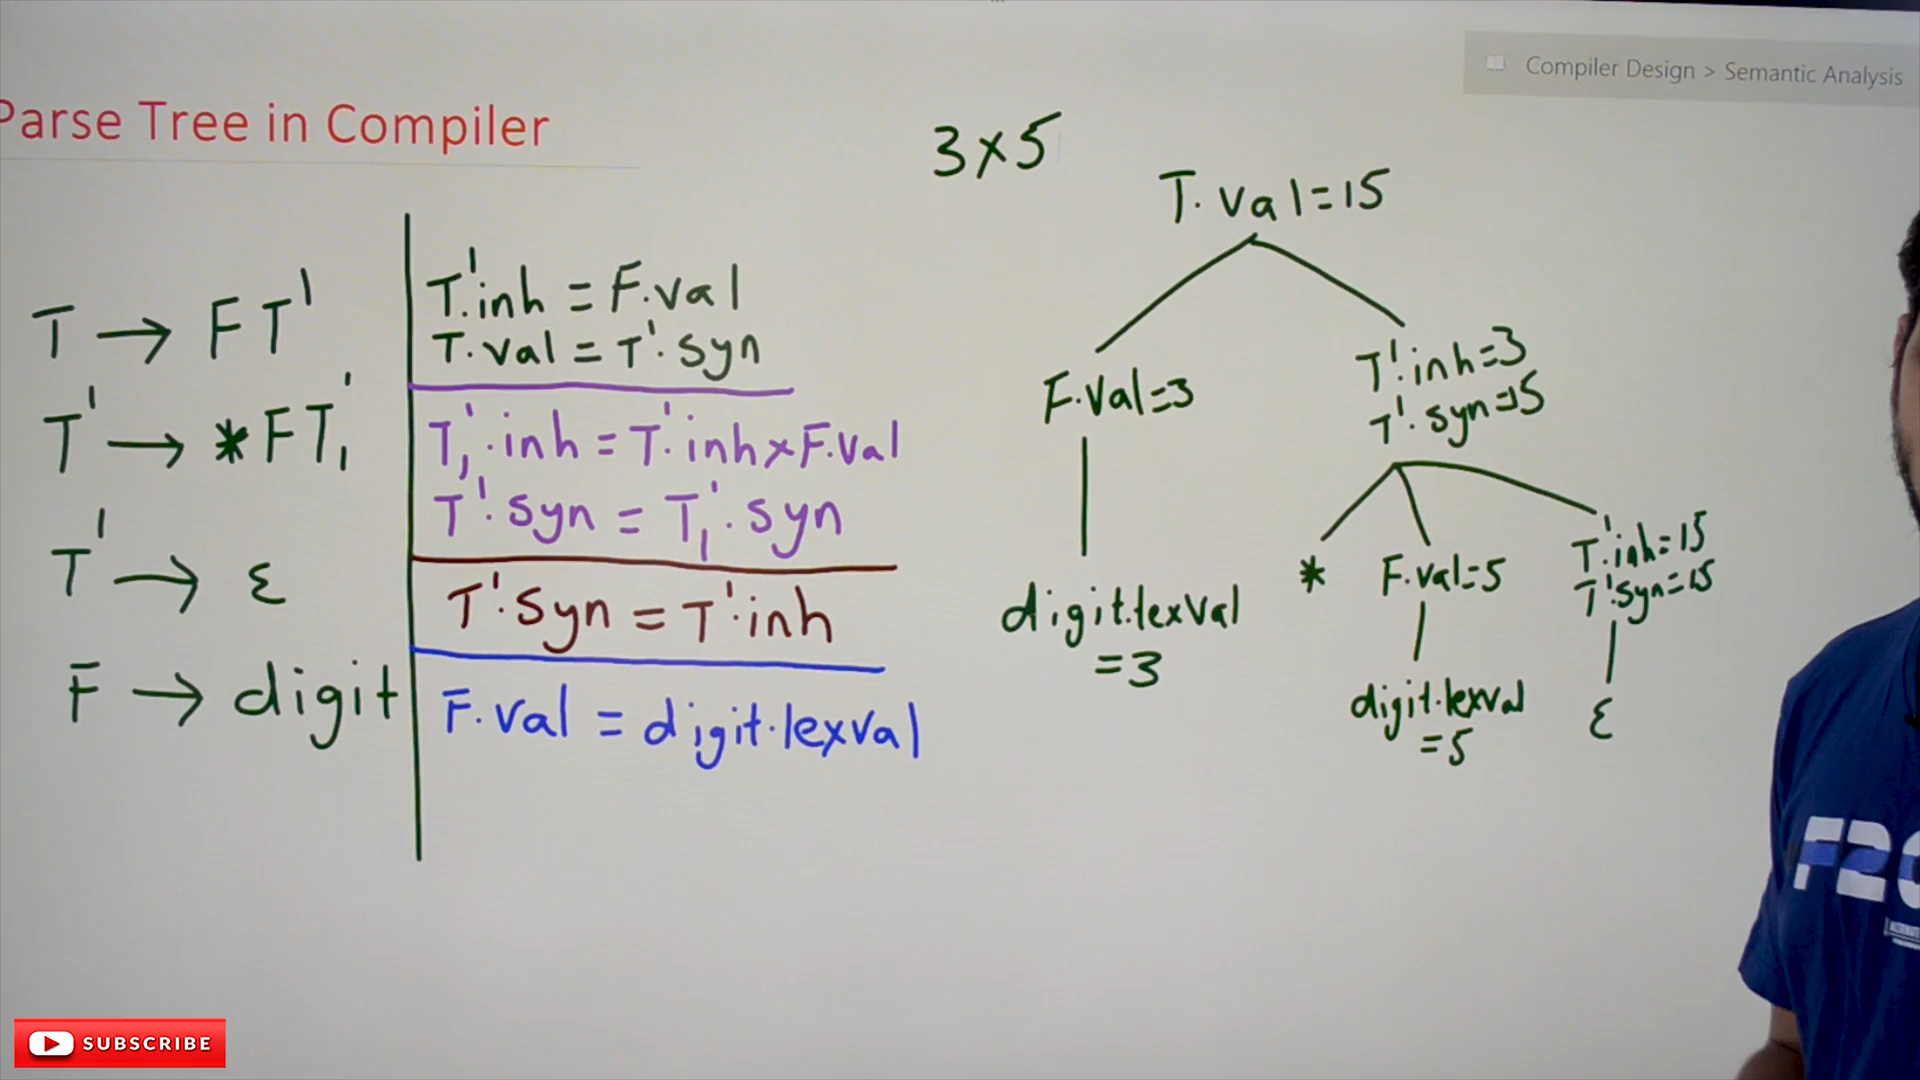 Compiler Design > Semantic Analysis
Parse Tree in Compiler
3×5
T → FT'
T'.inh = F.val
T.val = T'.syn
T' → *FT₁'
T₁'.inh = T'.inh×F.val
T'.syn = T₁'.syn
T' → ε
T'.syn = T'.inh
F → digit
F.val = digit.lexval
T.val=15
F.val=3
T'.inh=3
T'.syn=15
digit.lexval
=3
*
F.val=5
T'.inh=15
T'.syn=15
digit.lexval
=5
ε
SUBSCRIBE